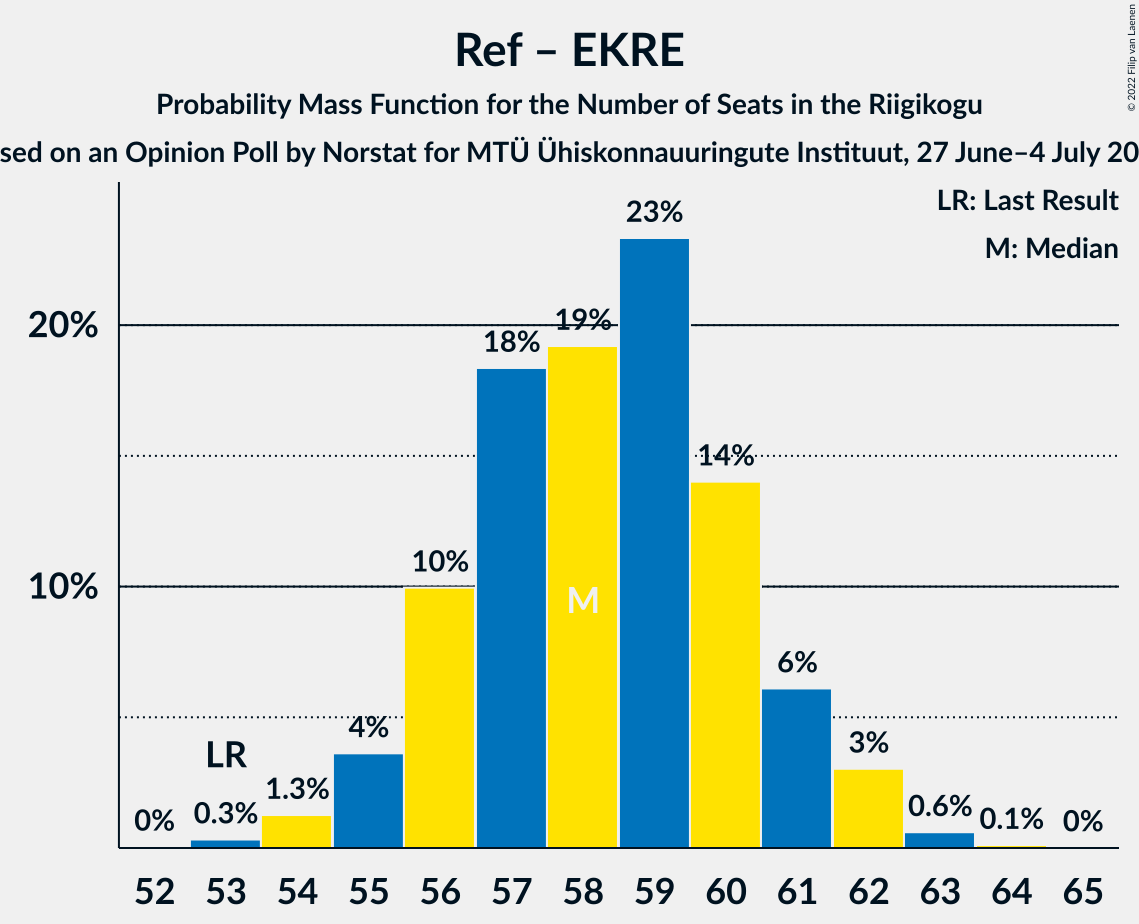 Ref – EKRE
Probability Mass Function for the Number of Seats in the Riigikogu
sed on an Opinion Poll by Norstat for MTÜ Ühiskonnauuringute Instituut, 27 June–4 July 20
© 2022 Filip van Laenen
LR: Last Result
M: Median
20%
10%
0%
LR
0.3%
1.3%
4%
10%
18%
19%
M
23%
14%
6%
3%
0.6%
0.1%
0%
52 53 54 55 56 57 58 59 60 61 62 63 64 65